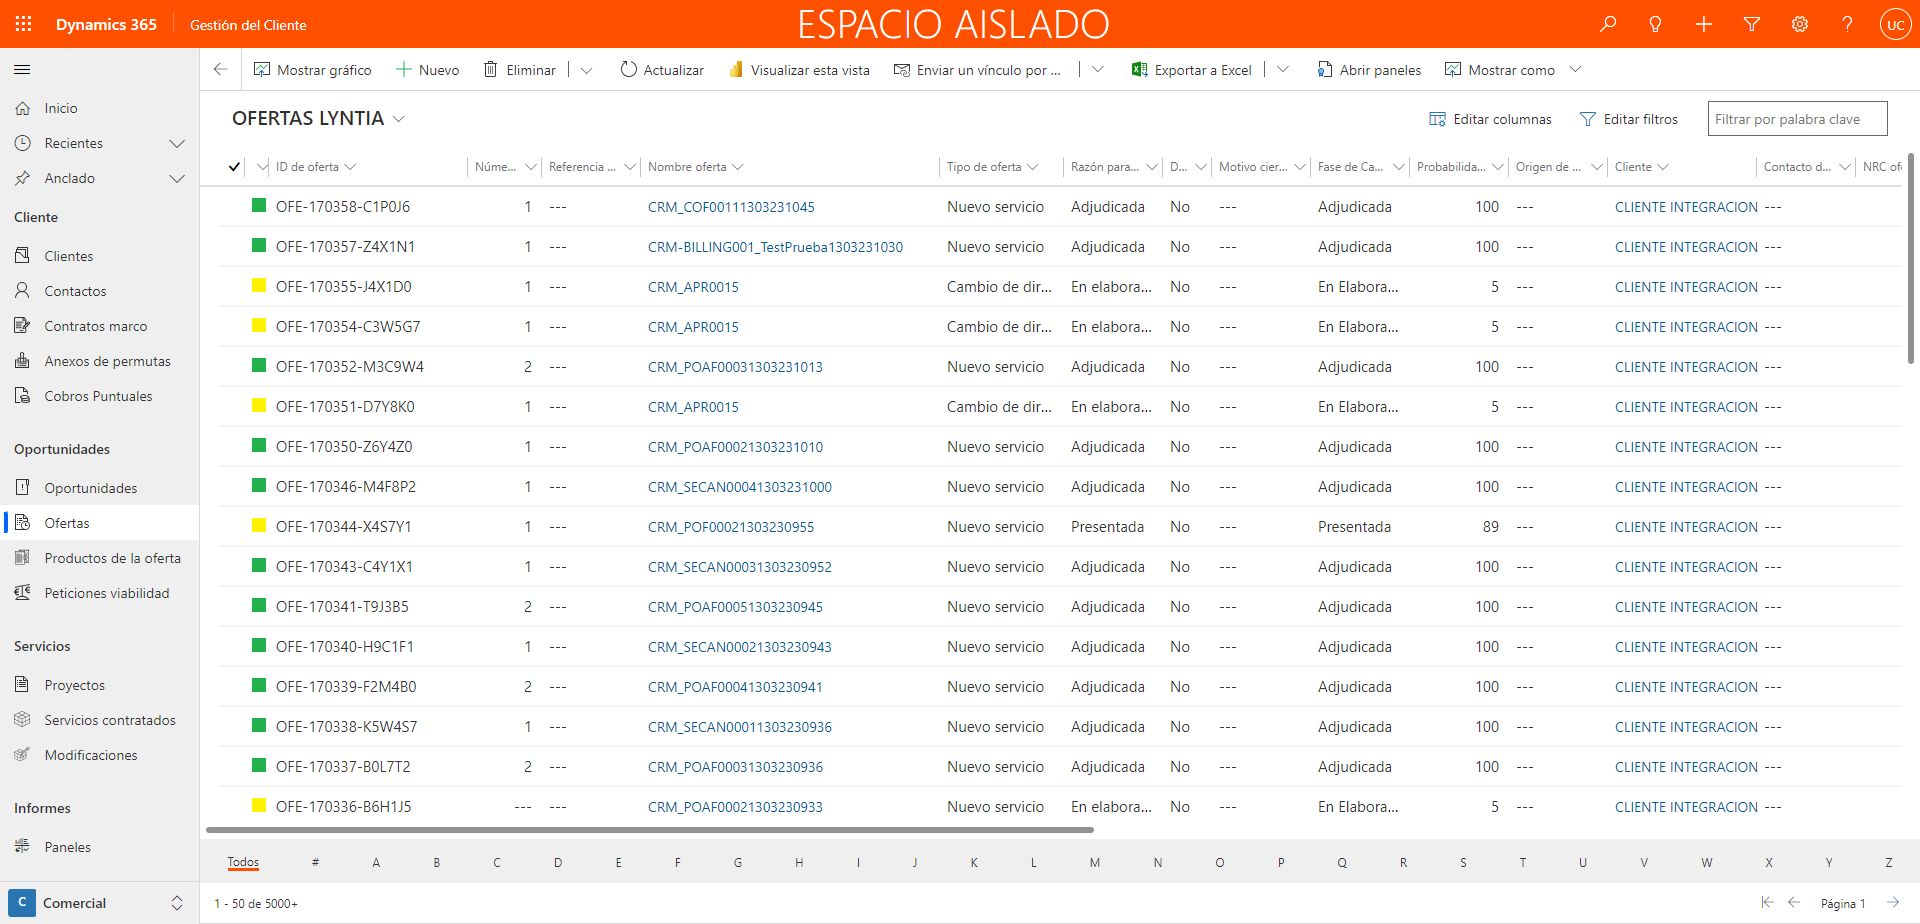 Dynamics 365 Gestión del Cliente ESPACIO AISLADO UC
Mostrar gráfico Nuevo Eliminar Actualizar Visualizar esta vista Enviar un vínculo por ... Exportar a Excel Abrir paneles Mostrar como
Inicio
Recientes
Anclado
Cliente
Clientes
Contactos
Contratos marco
Anexos de permutas
Cobros Puntuales
Oportunidades
Oportunidades
Ofertas
Productos de la oferta
Peticiones viabilidad
Servicios
Proyectos
Servicios contratados
Modificaciones
Informes
Paneles
C Comercial
OFERTAS LYNTIA Editar columnas Editar filtros Filtrar por palabra clave
ID de oferta Núme... Referencia ... Nombre oferta Tipo de oferta Razón para... D... Motivo cier... Fase de Ca... Probabilida... Origen de ... Cliente Contacto d... NRC ofe
OFE-170358-C1P0J6 1 --- CRM_COF00111303231045 Nuevo servicio Adjudicada No --- Adjudicada 100 --- CLIENTE INTEGRACION ---
OFE-170357-Z4X1N1 1 --- CRM-BILLING001_TestPrueba1303231030 Nuevo servicio Adjudicada No --- Adjudicada 100 --- CLIENTE INTEGRACION ---
OFE-170355-J4X1D0 1 --- CRM_APR0015 Cambio de dir... En elabora... No --- En Elabora... 5 --- CLIENTE INTEGRACION ---
OFE-170354-C3W5G7 1 --- CRM_APR0015 Cambio de dir... En elabora... No --- En Elabora... 5 --- CLIENTE INTEGRACION ---
OFE-170352-M3C9W4 2 --- CRM_POAF00031303231013 Nuevo servicio Adjudicada No --- Adjudicada 100 --- CLIENTE INTEGRACION ---
OFE-170351-D7Y8K0 1 --- CRM_APR0015 Cambio de dir... En elabora... No --- En Elabora... 5 --- CLIENTE INTEGRACION ---
OFE-170350-Z6Y4Z0 1 --- CRM_POAF00021303231010 Nuevo servicio Adjudicada No --- Adjudicada 100 --- CLIENTE INTEGRACION ---
OFE-170346-M4F8P2 1 --- CRM_SECAN00041303231000 Nuevo servicio Adjudicada No --- Adjudicada 100 --- CLIENTE INTEGRACION ---
OFE-170344-X4S7Y1 1 --- CRM_POF00021303230955 Nuevo servicio Presentada No --- Presentada 89 --- CLIENTE INTEGRACION ---
OFE-170343-C4Y1X1 1 --- CRM_SECAN00031303230952 Nuevo servicio Adjudicada No --- Adjudicada 100 --- CLIENTE INTEGRACION ---
OFE-170341-T9J3B5 2 --- CRM_POAF00051303230945 Nuevo servicio Adjudicada No --- Adjudicada 100 --- CLIENTE INTEGRACION ---
OFE-170340-H9C1F1 1 --- CRM_SECAN00021303230943 Nuevo servicio Adjudicada No --- Adjudicada 100 --- CLIENTE INTEGRACION ---
OFE-170339-F2M4B0 2 --- CRM_POAF00041303230941 Nuevo servicio Adjudicada No --- Adjudicada 100 --- CLIENTE INTEGRACION ---
OFE-170338-K5W4S7 1 --- CRM_SECAN00011303230936 Nuevo servicio Adjudicada No --- Adjudicada 100 --- CLIENTE INTEGRACION ---
OFE-170337-B0L7T2 2 --- CRM_POAF00031303230936 Nuevo servicio Adjudicada No --- Adjudicada 100 --- CLIENTE INTEGRACION ---
OFE-170336-B6H1J5 --- --- CRM_POAF00021303230933 Nuevo servicio En elabora... No --- En Elabora... 5 --- CLIENTE INTEGRACION ---
Todos # A B C D E F G H I J K L M N O P Q R S T U V W X Y Z
1 - 50 de 5000+ Página 1